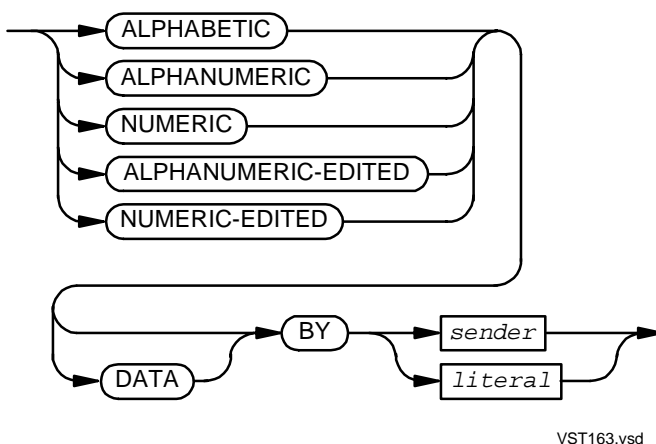 ALPHABETIC
ALPHANUMERIC
NUMERIC
ALPHANUMERIC-EDITED
NUMERIC-EDITED
BY sender
DATA literal
VST163.vsd